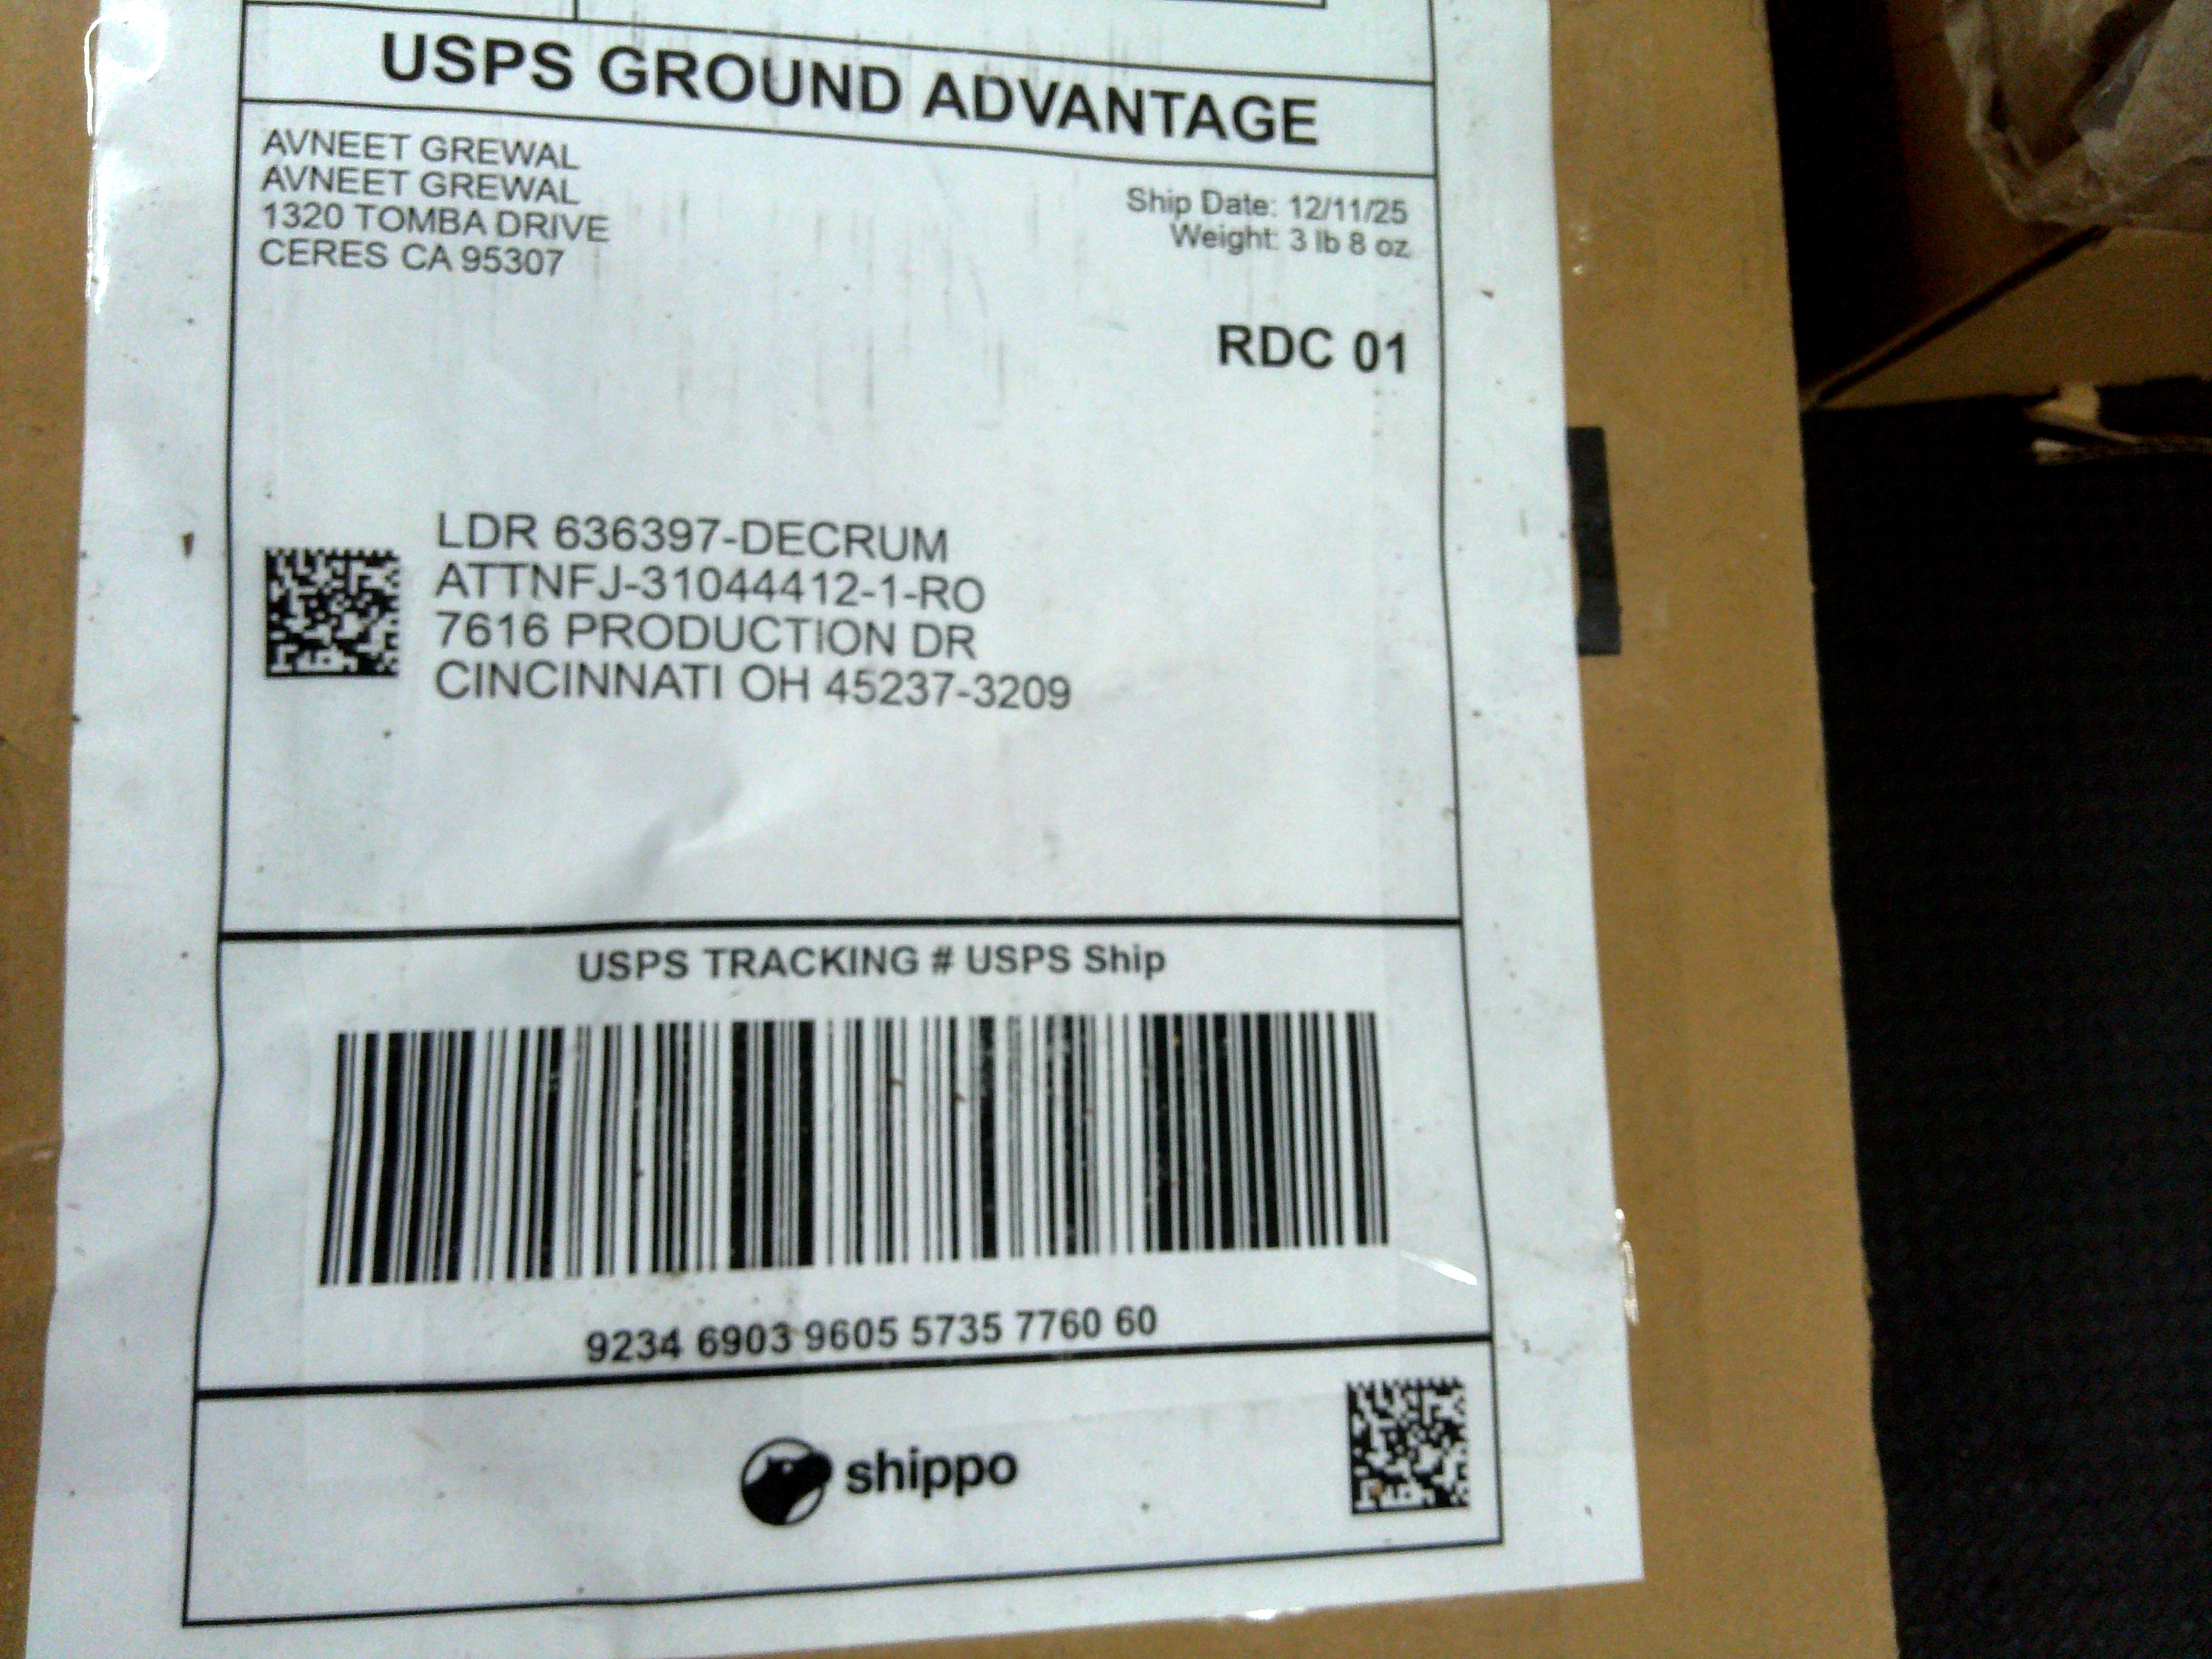 USPS GROUND ADVANTAGE
AVNEET GREWAL
AVNEET GREWAL
1320 TOMBA DRIVE
CERES CA 95307
Ship Date: 12/11/25
Weight: 3 lb 8 oz
RDC 01
LDR 636397-DECRUM
ATTNFJ-31044412-1-RO
7616 PRODUCTION DR
CINCINNATI OH 45237-3209
USPS TRACKING # USPS Ship
9234 6903 9605 5735 7760 60
shippo